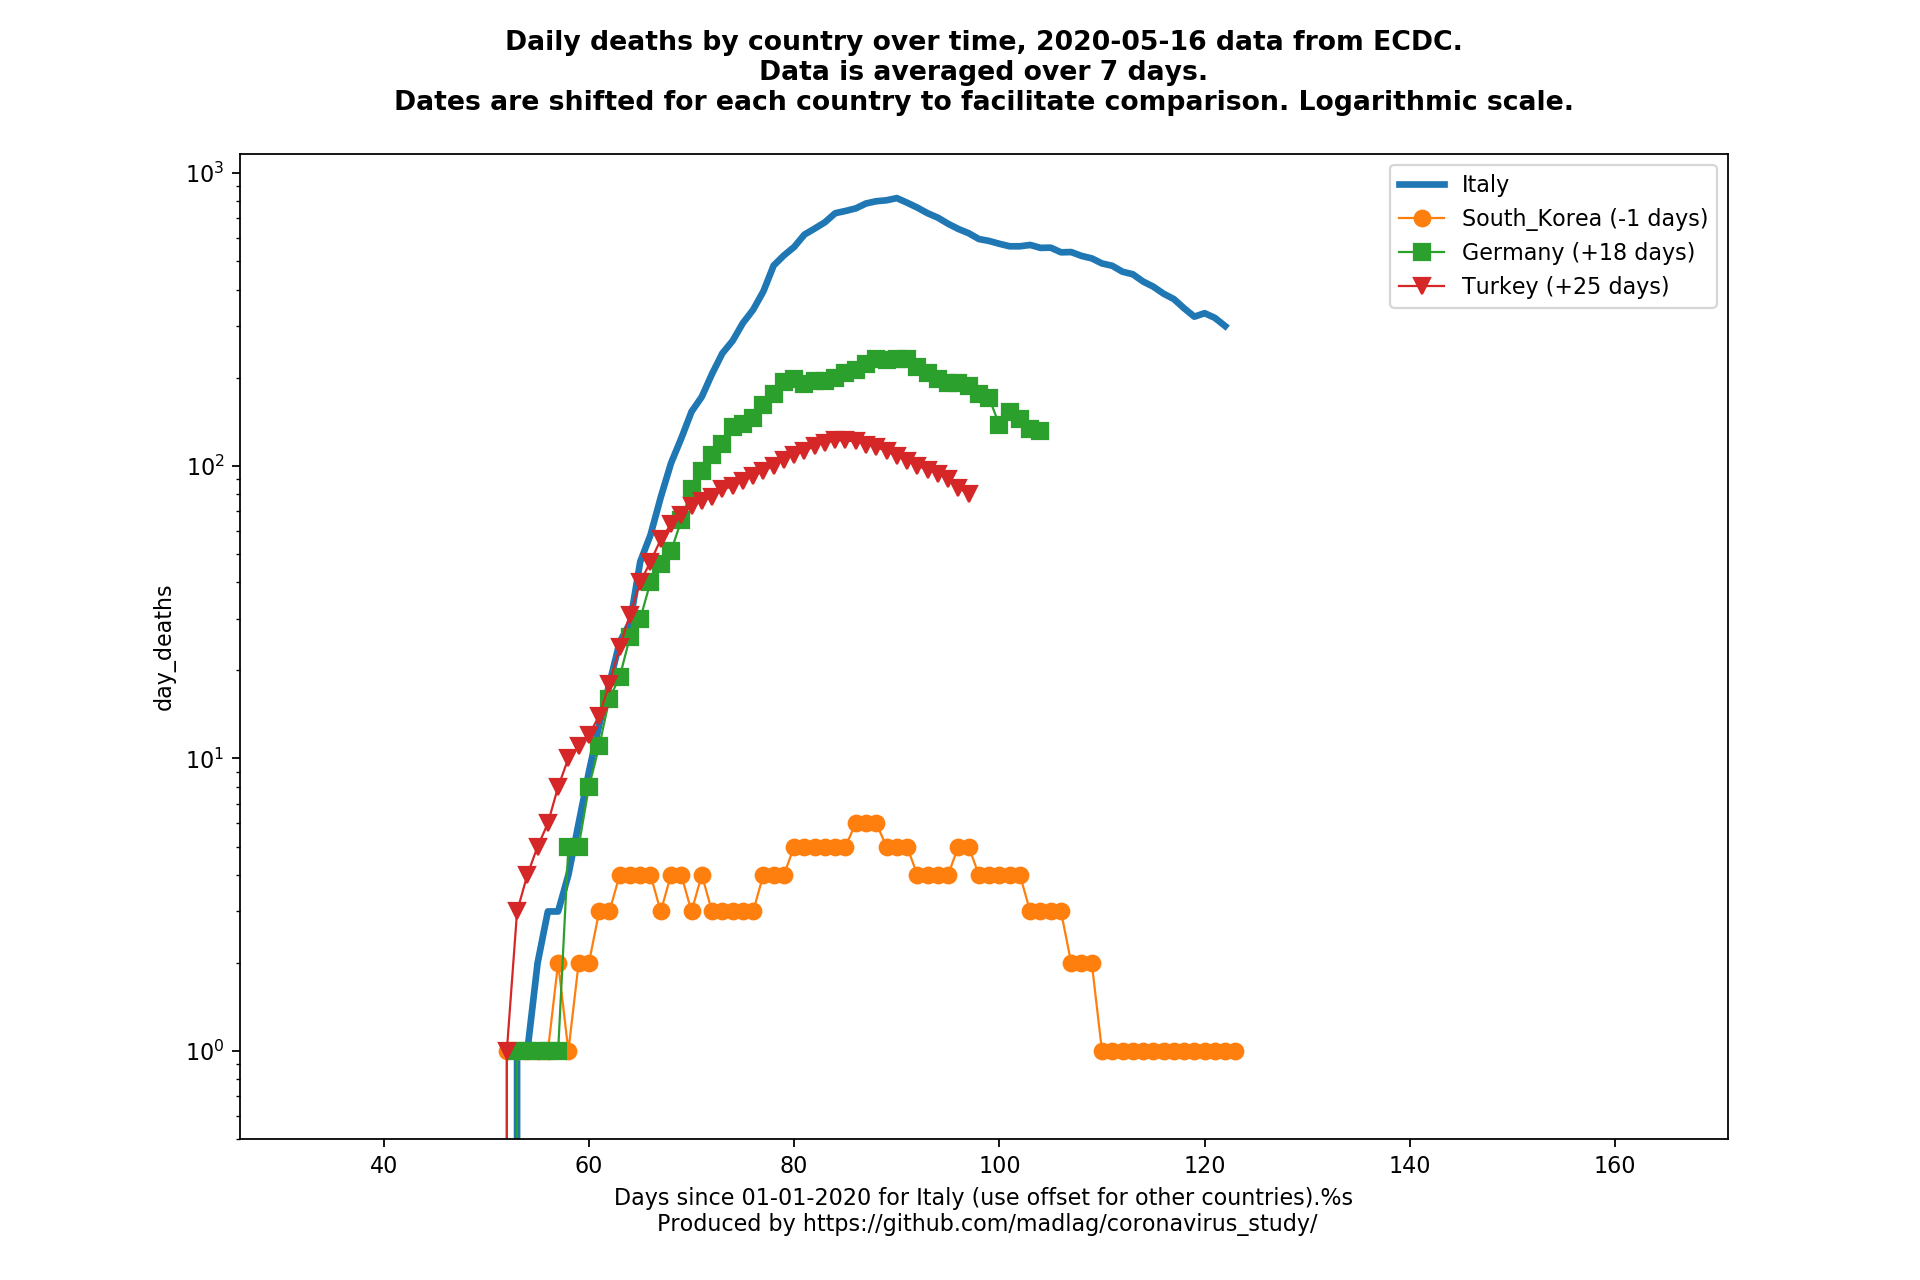 Daily deaths by country over time, 2020-05-16 data from ECDC.
Data is averaged over 7 days.
Dates are shifted for each country to facilitate comparison. Logarithmic scale.
10³
10²
10¹
10⁰
day_deaths
Italy
South_Korea (-1 days)
Germany (+18 days)
Turkey (+25 days)
40 60 80 100 120 140 160
Days since 01-01-2020 for Italy (use offset for other countries).%s
Produced by https://github.com/madlag/coronavirus_study/